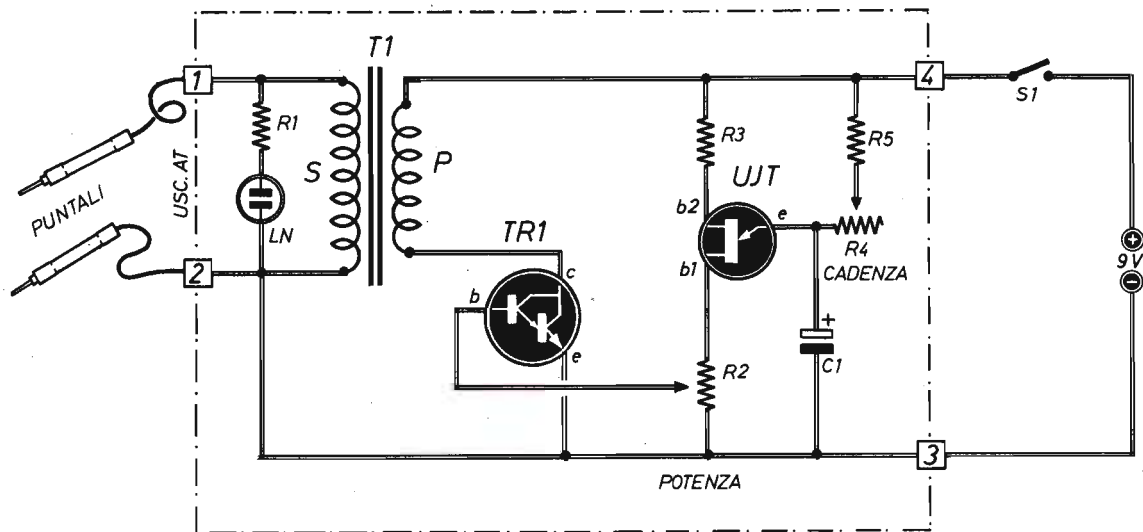 T1
1
4
S1
R1
R3
R5
S
P
UJT
USC. AT
PUNTALI
b2
e
LN
TR1
R4
b1
CADENZA
+
9 V
−
2
c
b
+
C1
e
R2
3
POTENZA